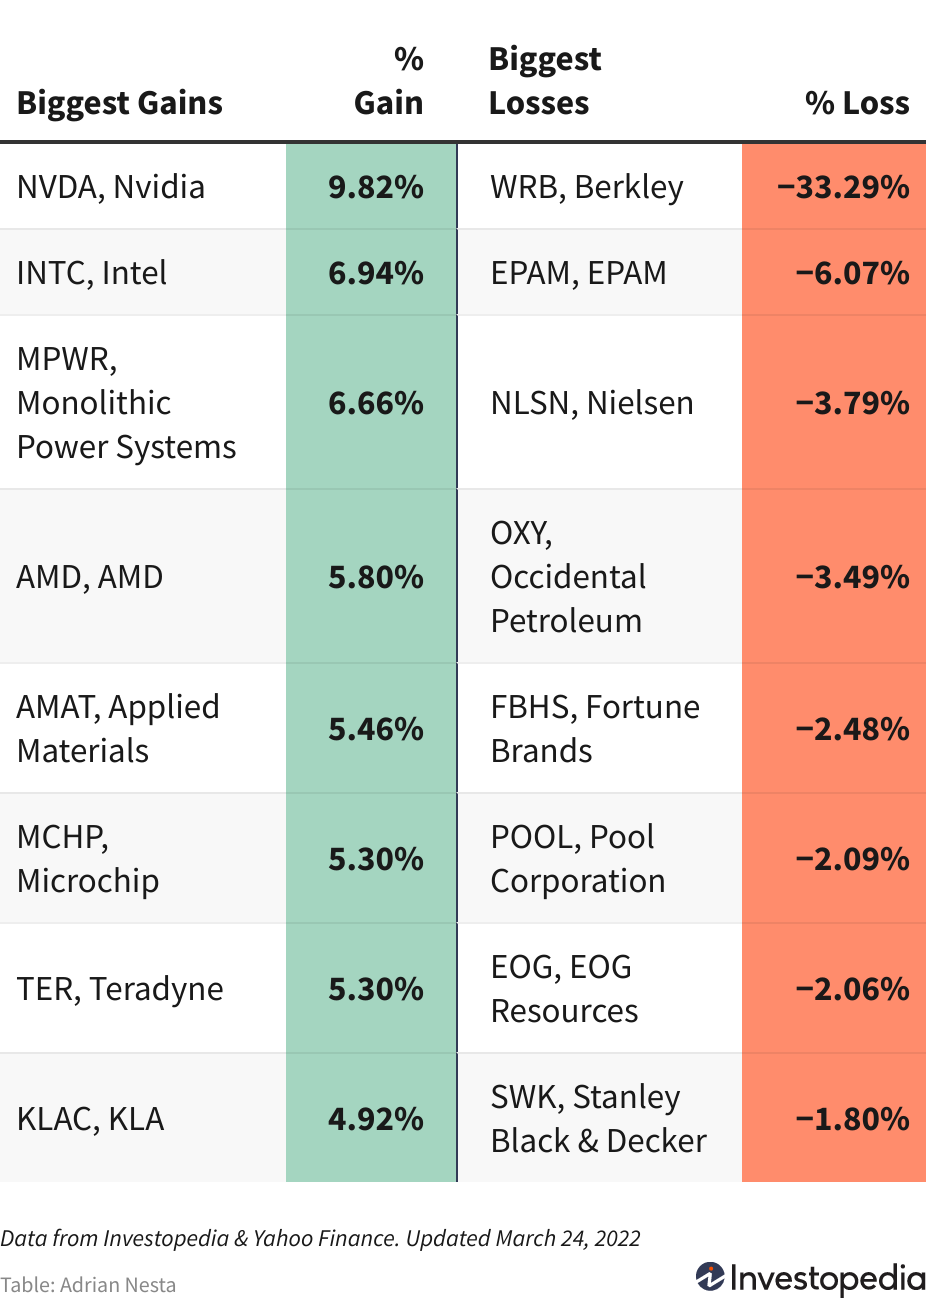 Biggest Gains
%
Gain
Biggest
Losses
% Loss
NVDA, Nvidia
9.82%
WRB, Berkley
−33.29%
INTC, Intel
6.94%
EPAM, EPAM
−6.07%
MPWR,
Monolithic
Power Systems
6.66%
NLSN, Nielsen
−3.79%
AMD, AMD
5.80%
OXY,
Occidental
Petroleum
−3.49%
AMAT, Applied
Materials
5.46%
FBHS, Fortune
Brands
−2.48%
MCHP,
Microchip
5.30%
POOL, Pool
Corporation
−2.09%
TER, Teradyne
5.30%
EOG, EOG
Resources
−2.06%
KLAC, KLA
4.92%
SWK, Stanley
Black & Decker
−1.80%
Data from Investopedia & Yahoo Finance. Updated March 24, 2022
Table: Adrian Nesta
Investopedia